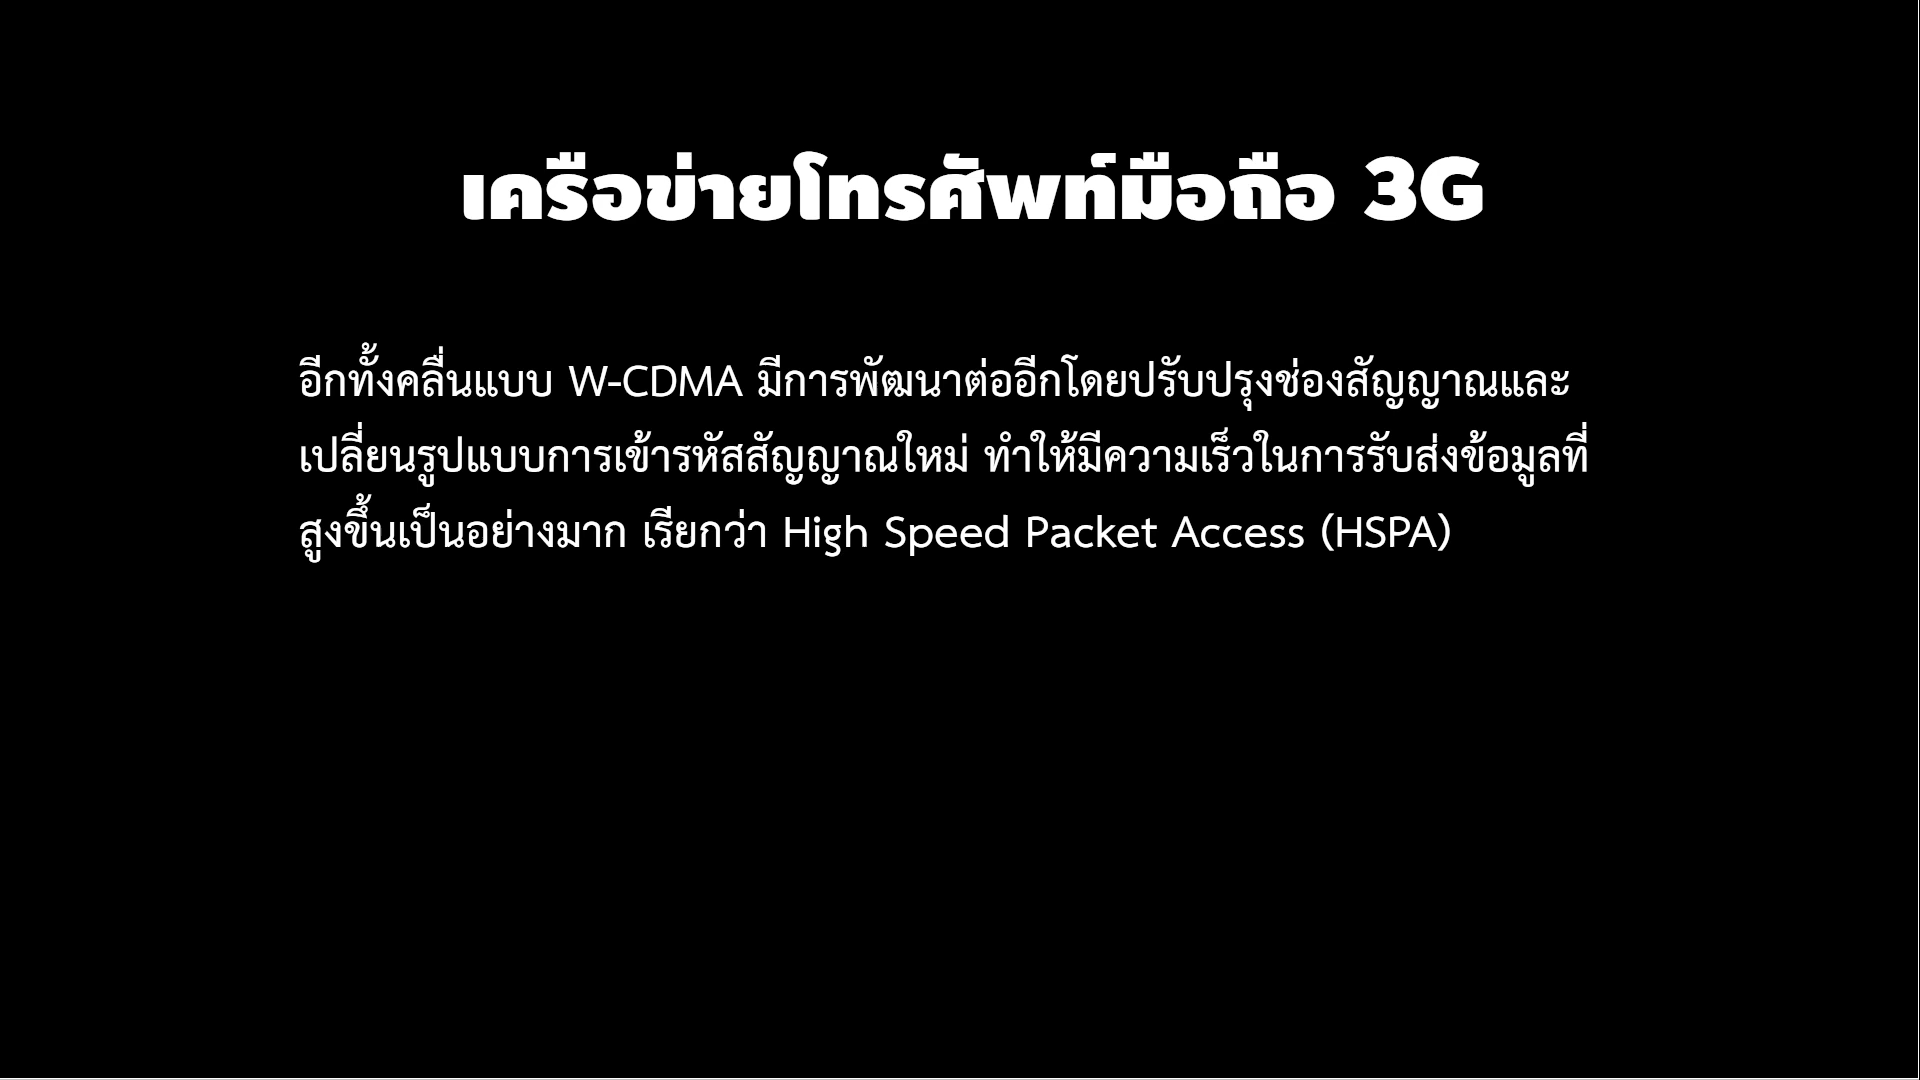 เครือข่ายโทรศัพท์มือถือ 3G
อีกทั้งคลื่นแบบ W-CDMA มีการพัฒนาต่ออีกโดยปรับปรุงช่องสัญญาณและ
เปลี่ยนรูปแบบการเข้ารหัสสัญญาณใหม่ ทำให้มีความเร็วในการรับส่งข้อมูลที่
สูงขึ้นเป็นอย่างมาก เรียกว่า High Speed Packet Access (HSPA)